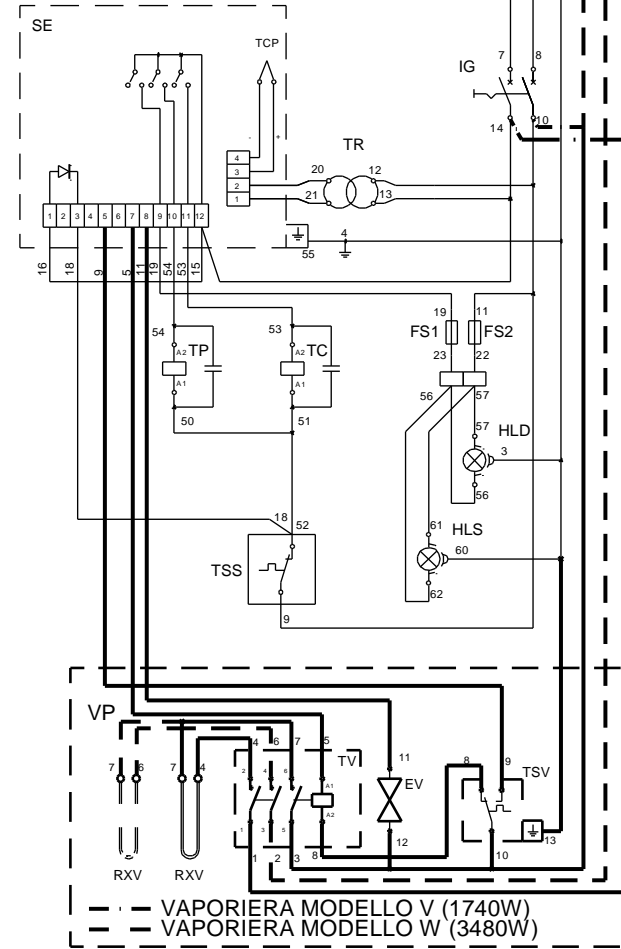 SE
TCP
7 8
IG
14 10
- +
TR
4
3
2
1
20 12
21 13
1 2 3 4 5 6 7 8 9 10 11 12
4
55
16 18 9 5 11 19 54 53 15
19 11
FS1 FS2
23 22
54 53
A2 TP A2 TC
A1 A1
56 57
50 51
57
HLD
3
56
18 52
61
HLS
60
TSS
62
9
VP
4 6 7 5
TV
11
8 9
TSV
7 6 7 4
2 4 6 A1
EV
A2
1 3 5
12
13
1 2 3 8
10
RXV RXV
VAPORIERA MODELLO V (1740W)
VAPORIERA MODELLO W (3480W)